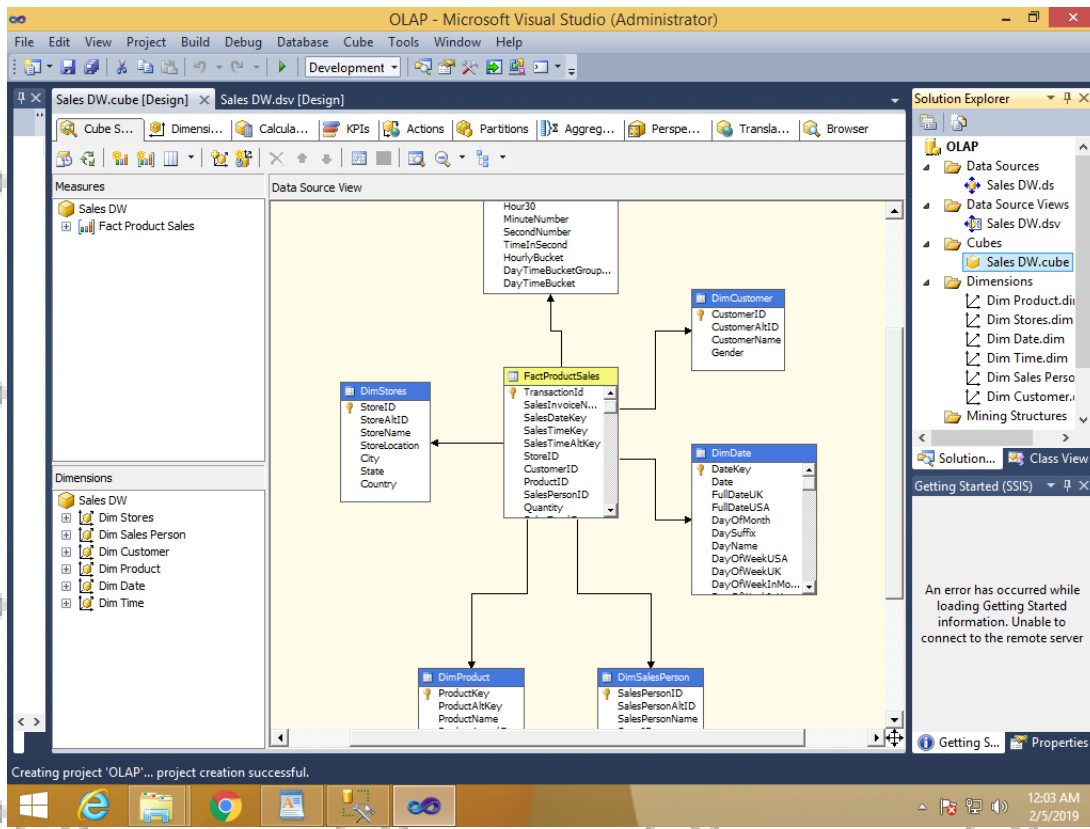 OLAP - Microsoft Visual Studio (Administrator)
File Edit View Project Build Debug Database Cube Tools Window Help
Development
Sales DW.cube [Design] Sales DW.dsv [Design]
Cube S... Dimensi... Calcula... KPIs Actions Partitions Aggreg... Perspe... Transla... Browser
Measures
Sales DW
Fact Product Sales
Dimensions
Sales DW
Dim Stores
Dim Sales Person
Dim Customer
Dim Product
Dim Date
Dim Time
Data Source View
Hour30
MinuteNumber
SecondNumber
TimeInSecond
HourlyBucket
DayTimeBucketGroup...
DayTimeBucket
DimCustomer
CustomerID
CustomerAltID
CustomerName
Gender
FactProductSales
TransactionId
SalesInvoiceN...
SalesDateKey
SalesTimeKey
SalesTimeAltKey
StoreID
CustomerID
ProductID
SalesPersonID
Quantity
DimStores
StoreID
StoreAltID
StoreName
StoreLocation
City
State
Country
DimDate
DateKey
Date
FullDateUK
FullDateUSA
DayOfMonth
DaySuffix
DayName
DayOfWeekUSA
DayOfWeekUK
DayOfWeekInMo...
DimProduct
ProductKey
ProductAltKey
ProductName
DimSalesPerson
SalesPersonID
SalesPersonAltID
SalesPersonName
Solution Explorer
OLAP
Data Sources
Sales DW.ds
Data Source Views
Sales DW.dsv
Cubes
Sales DW.cube
Dimensions
Dim Product.di
Dim Stores.dim
Dim Date.dim
Dim Time.dim
Dim Sales Perso
Dim Customer.
Mining Structures
Solution... Class View
Getting Started (SSIS)
An error has occurred while
loading Getting Started
information. Unable to
connect to the remote server
Getting S... Properties
Creating project 'OLAP'... project creation successful.
12:03 AM
2/5/2019